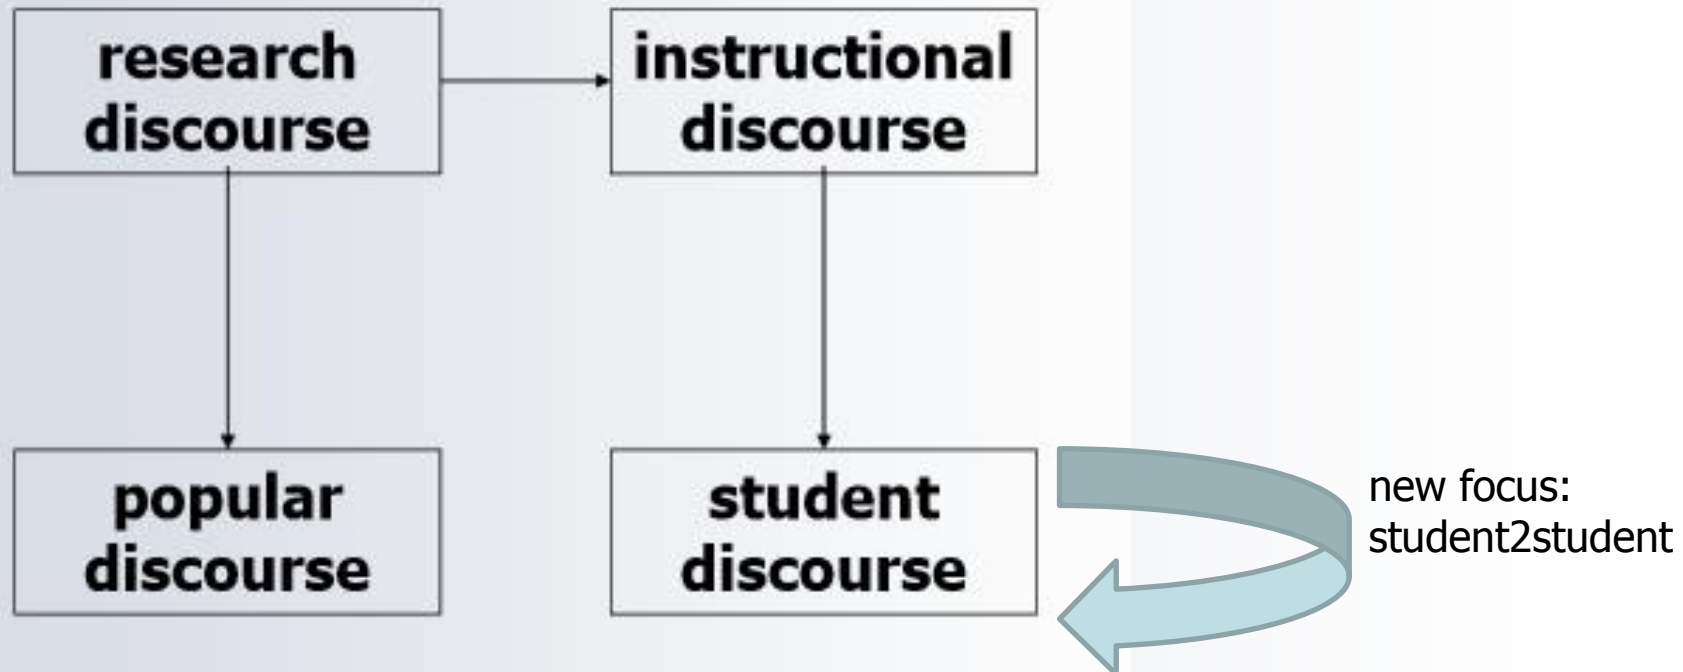 research
discourse
instructional
discourse
popular
discourse
student
discourse
new focus:
student2student